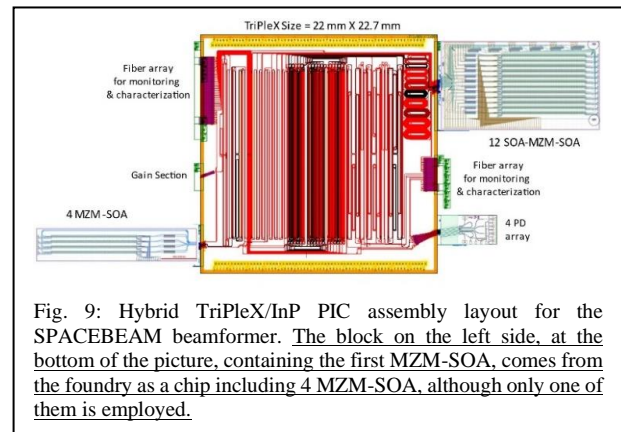 TriPleX Size = 22 mm X 22.7 mm
Fiber array
for monitoring
& characterization
12 SOA-MZM-SOA
Gain Section
Fiber array
for monitoring
& characterization
4 MZM-SOA
4 PD
array
Fig. 9: Hybrid TriPleX/InP PIC assembly layout for the
SPACEBEAM beamformer. The block on the left side, at the
bottom of the picture, containing the first MZM-SOA, comes from
the foundry as a chip including 4 MZM-SOA, although only one of
them is employed.